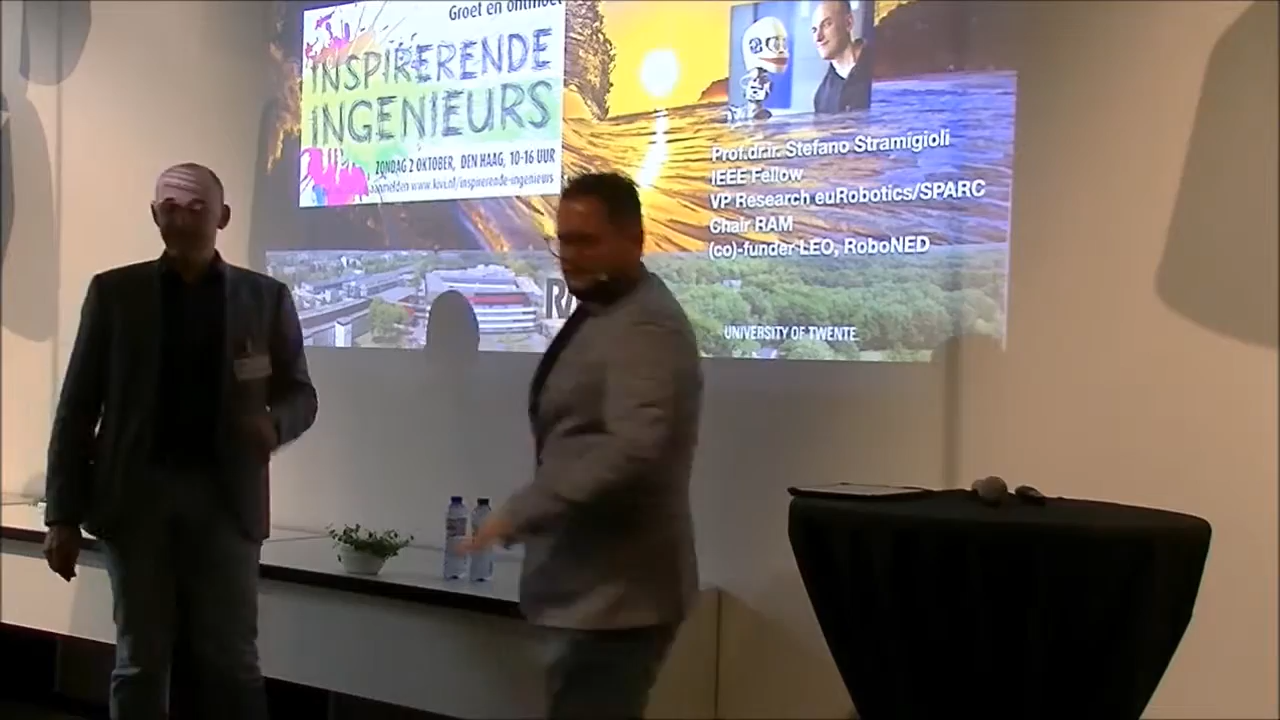 Groet en ontmoet
INSPIRERENDE
INGENIEURS
ZONDAG 2 OKTOBER, DEN HAAG, 10-16 UUR
aanmelden www.kivi.nl/inspirerende-ingenieurs
Prof.dr.ir. Stefano Stramigioli
IEEE Fellow
VP Research euRobotics/SPARC
Chair RAM
(co)-funder LEO, RoboNED
UNIVERSITY OF TWENTE.